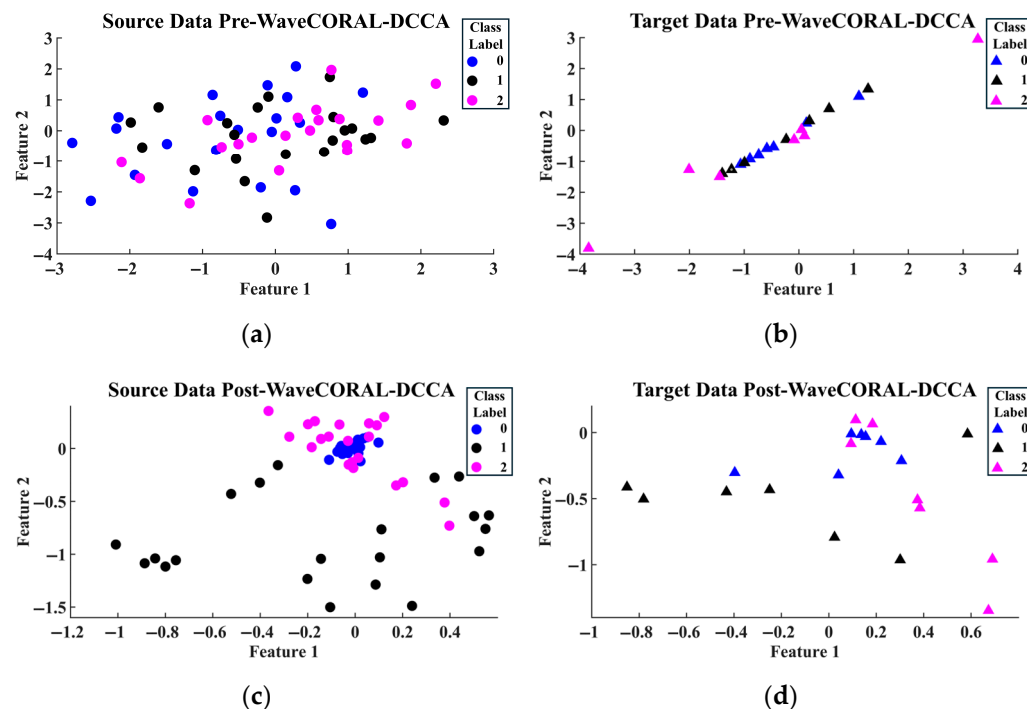 Source Data Pre-WaveCORAL-DCCA
Class
Label
0
1
2
3
2
1
0
−1
−2
−3
−4
Feature 2
−3
−2
−1
0
1
2
3
Feature 1
(a)
Target Data Pre-WaveCORAL-DCCA
Class
Label
0
1
2
3
2
1
0
−1
−2
−3
−4
Feature 2
−4
−3
−2
−1
0
1
2
3
4
Feature 1
(b)
Source Data Post-WaveCORAL-DCCA
Class
Label
0
1
2
0
−0.5
−1
−1.5
Feature 2
−1.2
−1
−0.8
−0.6
−0.4
−0.2
0
0.2
0.4
Feature 1
(c)
Target Data Post-WaveCORAL-DCCA
Class
Label
0
1
2
0
−0.5
−1
Feature 2
−1
−0.8
−0.6
−0.4
−0.2
0
0.2
0.4
0.6
Feature 1
(d)